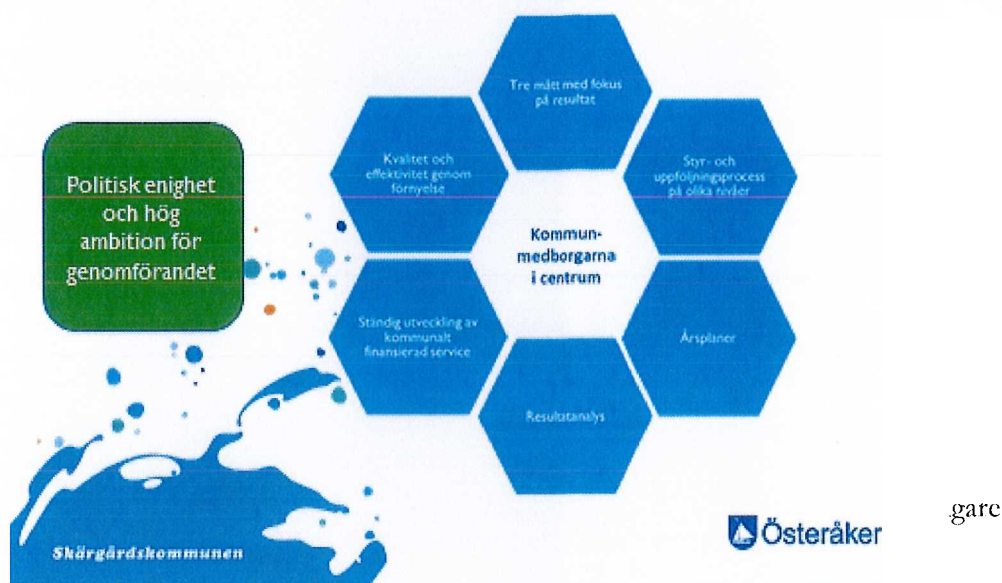 Tre mått med fokus
på resultat
Kvalitet och
effektivitet genom
förnyelse
Styr- och
uppföljningsprocess
på olika nivåer
Politisk enighet
och hög
ambition för
genomförandet
Kommun-
medborgarna
i centrum
Ständig utveckling av
kommunalt
finansierad service
Årsplaner
Resultatanalys
gare
Österåker
Skärgårdskommunen